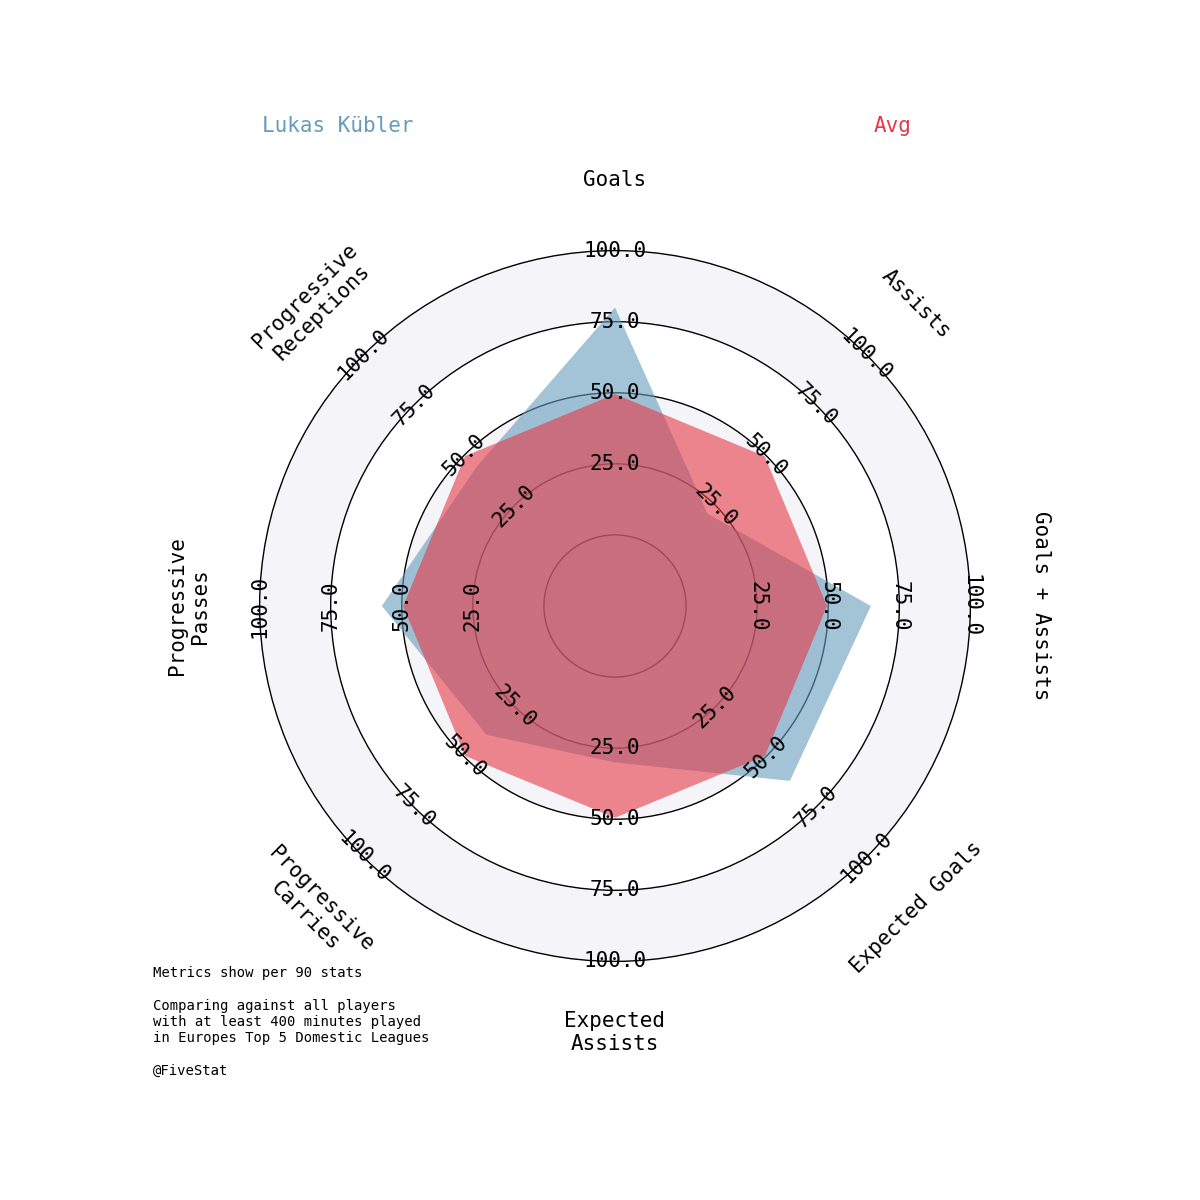 Lukas Kübler
Avg
Goals
Assists
Goals + Assists
Expected Goals
Expected
Assists
Progressive
Carries
Progressive
Passes
Progressive
Receptions
25.0
50.0
75.0
100.0
25.0
50.0
75.0
100.0
25.0
50.0
75.0
100.0
25.0
50.0
75.0
100.0
25.0
50.0
75.0
100.0
25.0
50.0
75.0
100.0
25.0
50.0
75.0
100.0
25.0
50.0
75.0
100.0
Metrics show per 90 stats
Comparing against all players
with at least 400 minutes played
in Europes Top 5 Domestic Leagues
@FiveStat